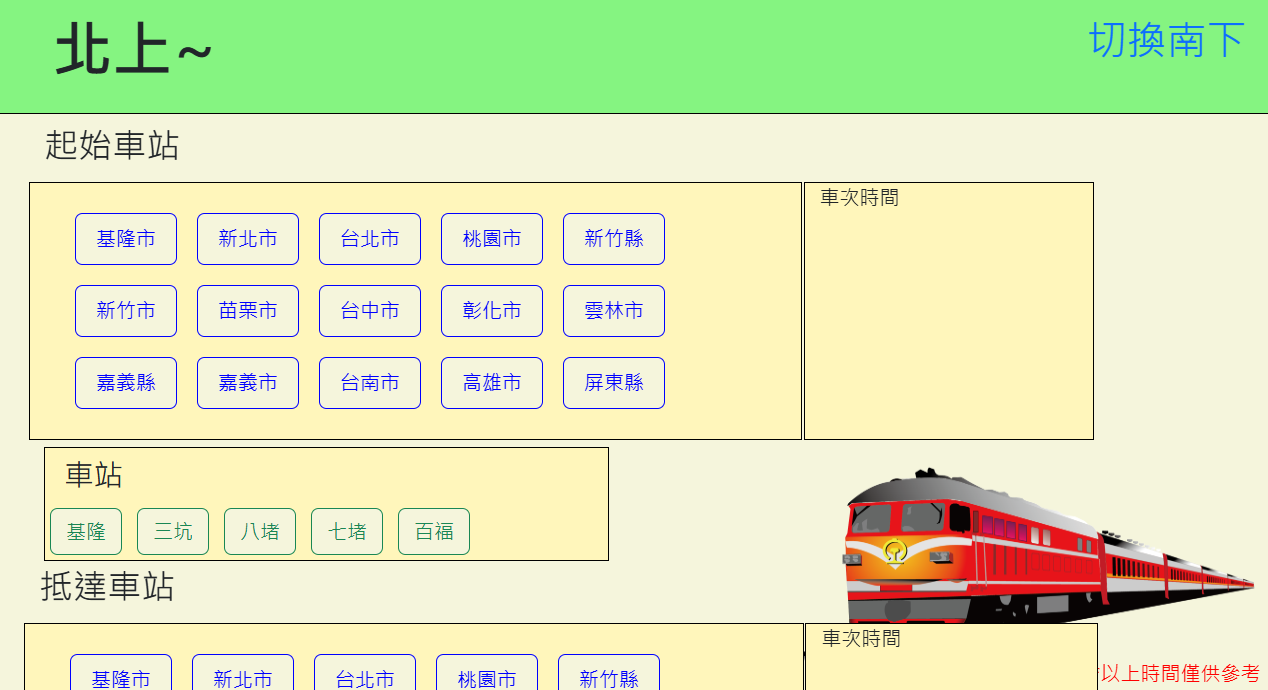 北上~
切換南下
起始車站
車次時間
基隆市 新北市 台北市 桃園市 新竹縣
新竹市 苗栗市 台中市 彰化市 雲林市
嘉義縣 嘉義市 台南市 高雄市 屏東縣
車站
基隆 三坑 八堵 七堵 百福
抵達車站
車次時間
基隆市 新北市 台北市 桃園市 新竹縣
以上時間僅供參考